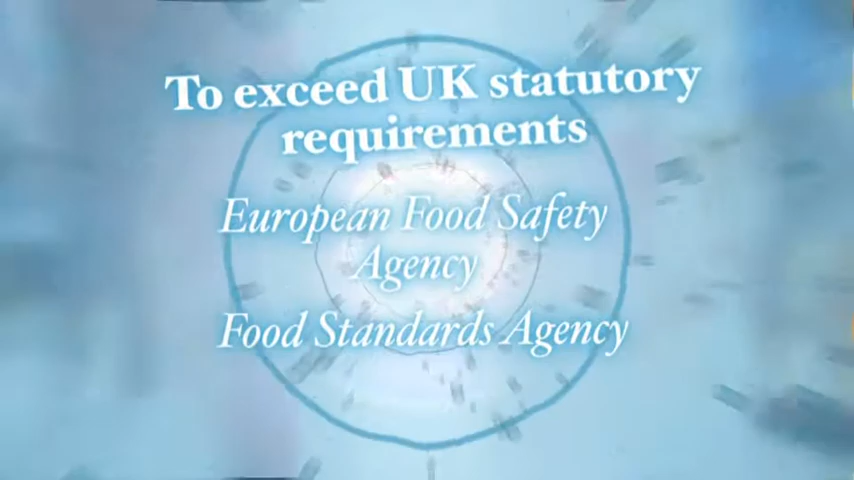 To exceed UK statutory
requirements
European Food Safety
Agency
Food Standards Agency